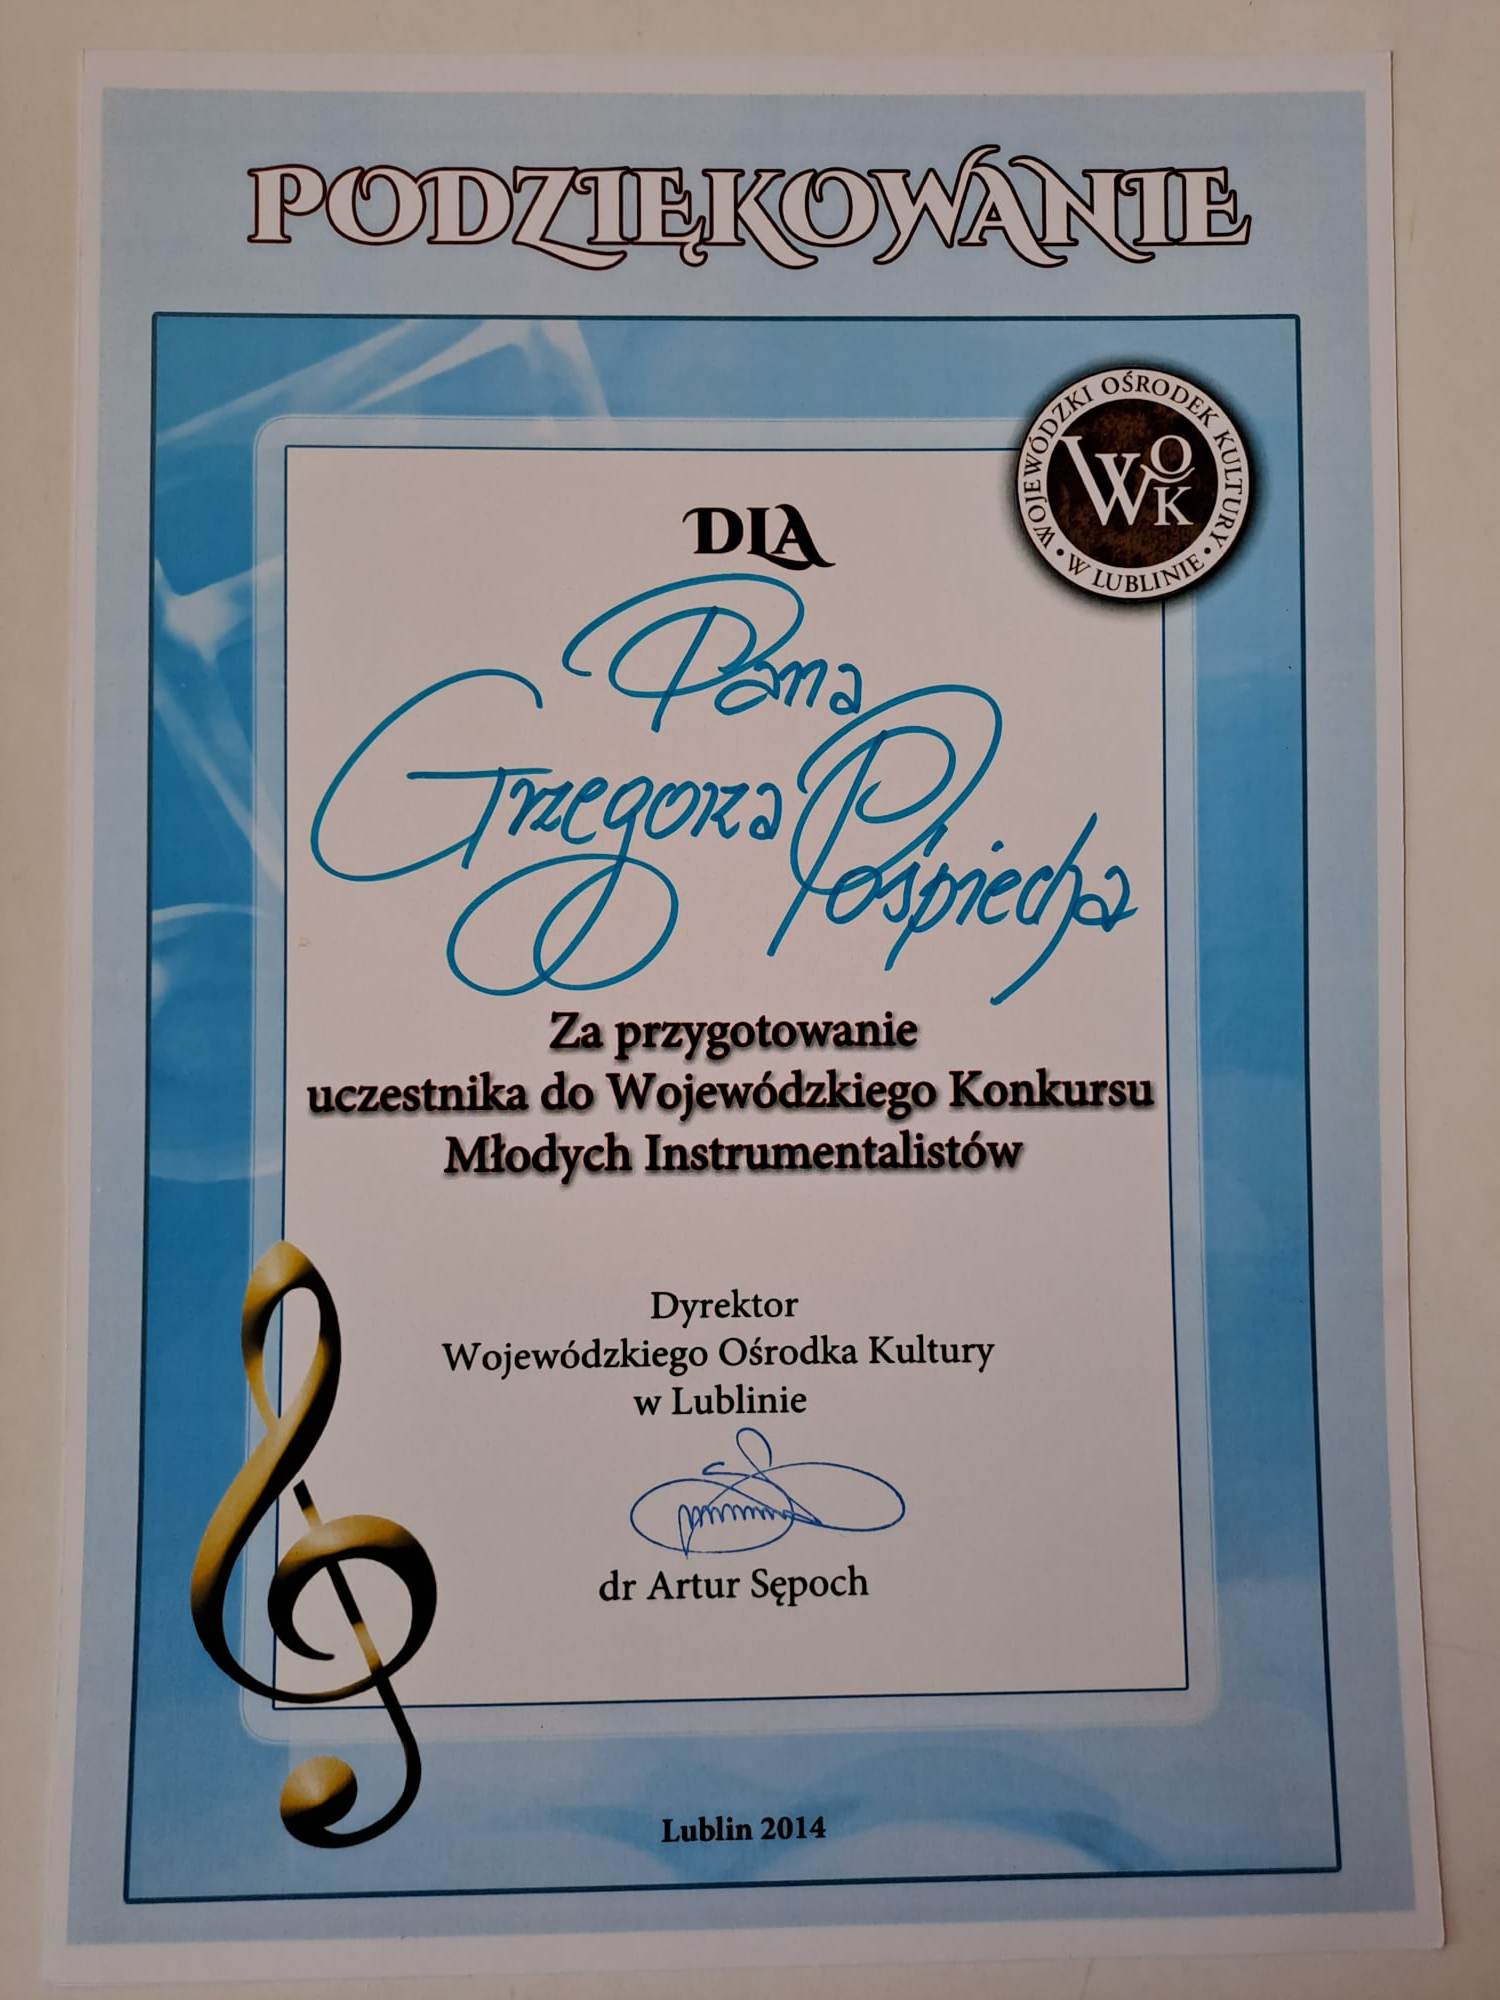 PODZIĘKOWANIE
WOJEWÓDZKI OŚRODEK KULTURY • W LUBLINIE •
WOK
DLA
Pana
Grzegorza Pośpiecha
Za przygotowanie
uczestnika do Wojewódzkiego Konkursu
Młodych Instrumentalistów
Dyrektor
Wojewódzkiego Ośrodka Kultury
w Lublinie
dr Artur Sępoch
Lublin 2014